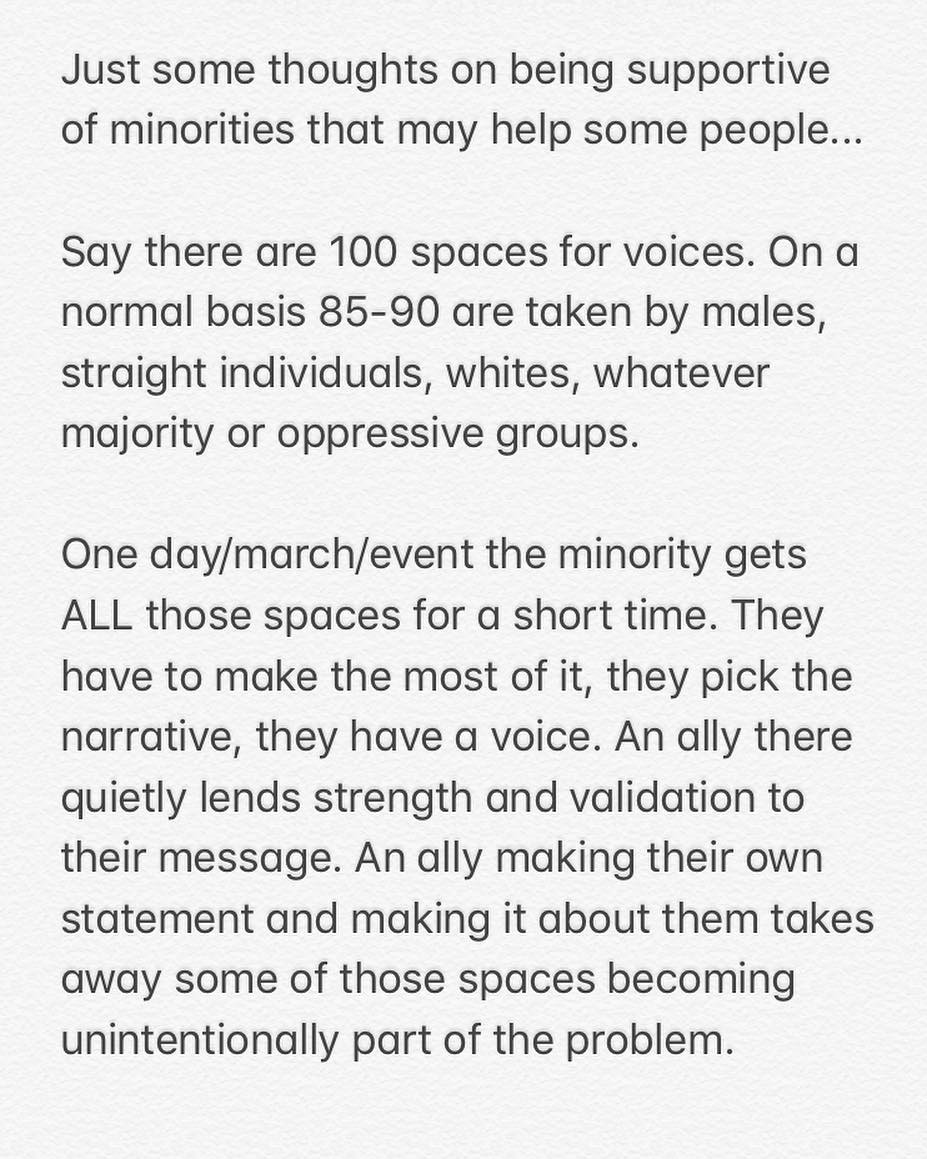 Just some thoughts on being supportive
of minorities that may help some people...
Say there are 100 spaces for voices. On a
normal basis 85-90 are taken by males,
straight individuals, whites, whatever
majority or oppressive groups.
One day/march/event the minority gets
ALL those spaces for a short time. They
have to make the most of it, they pick the
narrative, they have a voice. An ally there
quietly lends strength and validation to
their message. An ally making their own
statement and making it about them takes
away some of those spaces becoming
unintentionally part of the problem.